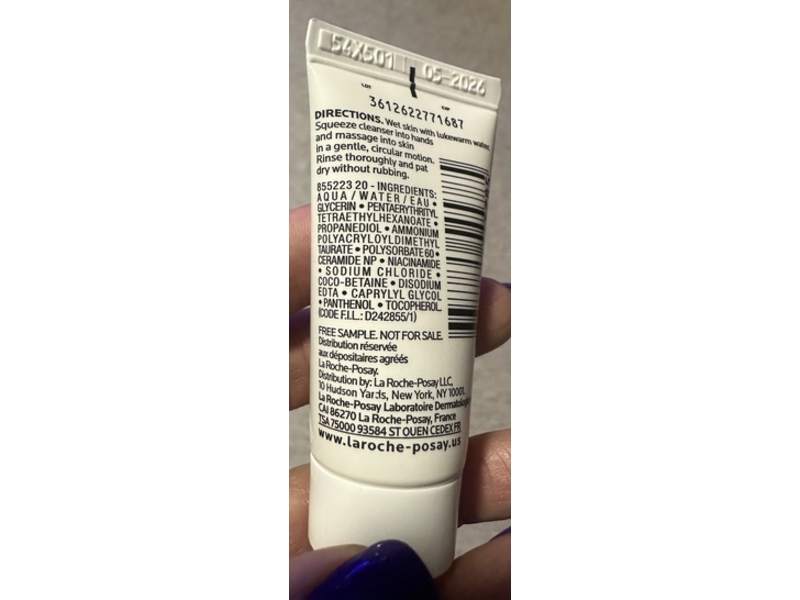 54X501 05-2026
LOT EXP
3612622771687
DIRECTIONS. Wet skin with lukewarm water.
Squeeze cleanser into hands
and massage into skin
in a gentle, circular motion.
Rinse thoroughly and pat
dry without rubbing.
855223 20 - INGREDIENTS:
AQUA / WATER / EAU •
GLYCERIN • PENTAERYTHRITYL
TETRAETHYLHEXANOATE •
PROPANEDIOL • AMMONIUM
POLYACRYLOYLDIMETHYL
TAURATE • POLYSORBATE 60 •
CERAMIDE NP • NIACINAMIDE
• SODIUM CHLORIDE •
COCO-BETAINE • DISODIUM
EDTA • CAPRYLYL GLYCOL
• PANTHENOL • TOCOPHEROL.
(CODE F.I.L.: D242855/1)
FREE SAMPLE. NOT FOR SALE.
Distribution réservée
aux dépositaires agréés
La Roche-Posay.
Distribution by: La Roche-Posay LLC,
10 Hudson Yards, New York, NY 10001.
La Roche-Posay Laboratoire
CAI 86270 La Roche-Posay, France
TSA 75000 93584 ST OUEN CEDEX FR
www.laroche-posay.us